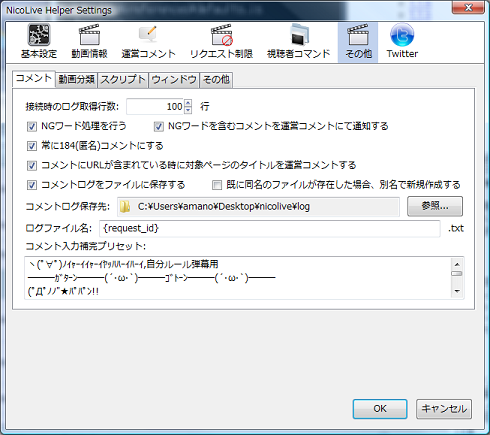 NicoLive Helper Settings
基本設定 動画情報 運営コメント リクエスト制限 視聴者コマンド その他 Twitter
コメント 動画分類 スクリプト ウィンドウ その他
接続時のログ取得行数: 100 行
NGワード処理を行う NGワードを含むコメントを運営コメントにて通知する
常に184(匿名)コメントにする
コメントにURLが含まれている時に対象ページのタイトルを運営コメントする
コメントログをファイルに保存する 既に同名のファイルが存在した場合、別名で新規作成する
コメントログ保存先: C:¥Users¥amano¥Desktop¥nicolive¥log 参照...
ログファイル名: {request_id} .txt
コメント入力補完プリセット:
ヽ(ﾟ∀ﾟ)ﾉｲｬｰｲｲｬｰｲﾔｯﾊﾊｰｲﾊｰｲ,自分ルール弾幕用
━━━ｶﾞﾀｰﾝ━━━(´･ω･`)━━━ｺﾞﾄｰﾝ━━━(´･ω･`)━━━
(ﾟДﾟﾉﾉﾞ★ﾊﾟﾊﾟﾝ!!
OK キャンセル